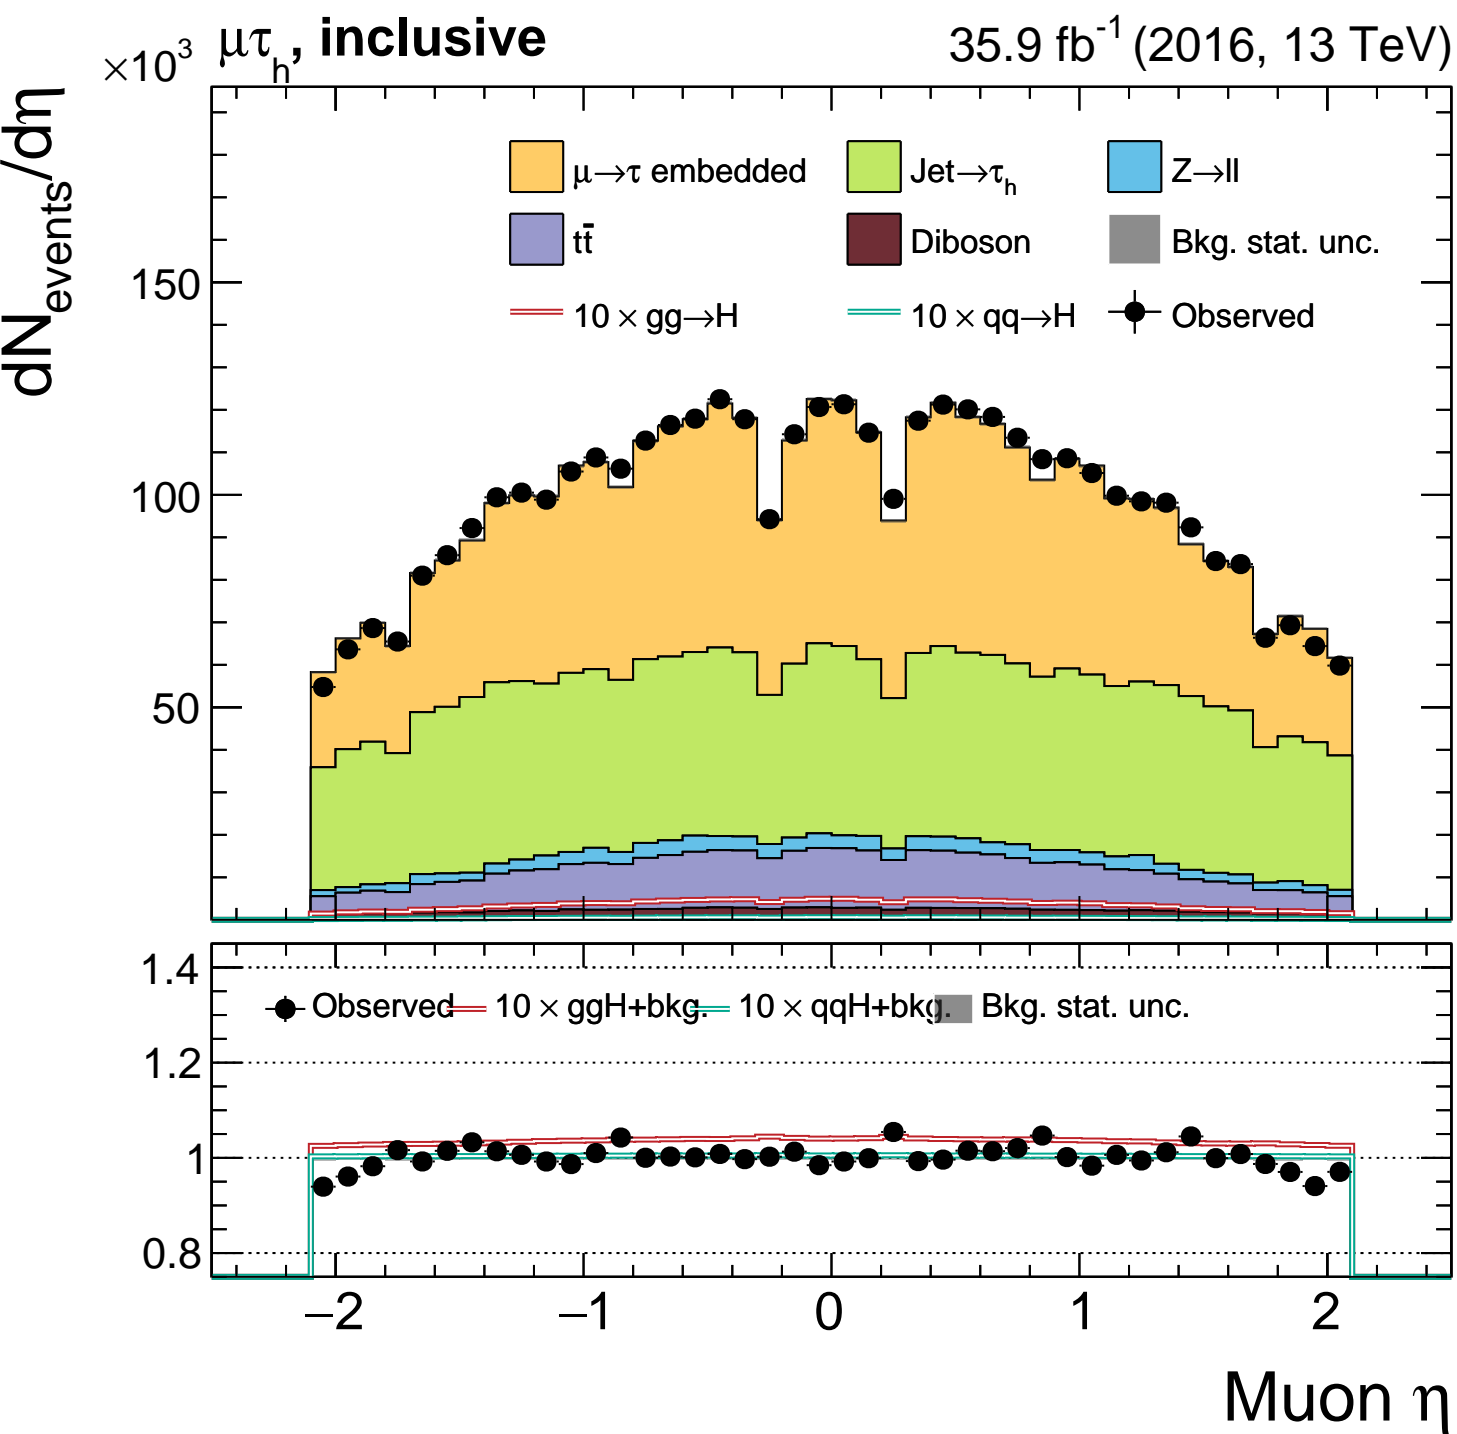 ×10³ μτₕ, inclusive 35.9 fb⁻¹ (2016, 13 TeV)
dN_events/dη
μ→τ embedded Jet→τₕ Z→ll
tt̄ Diboson Bkg. stat. unc.
10 × gg→H 10 × qq→H Observed
150
100
50
1.4
Observed 10 × ggH+bkg. 10 × qqH+bkg. Bkg. stat. unc.
1.2
1
0.8
−2 −1 0 1 2
Muon η